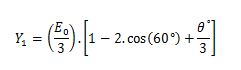 Y₁ = (E₀/3).[1 − 2.cos(60°) + θ°/3]